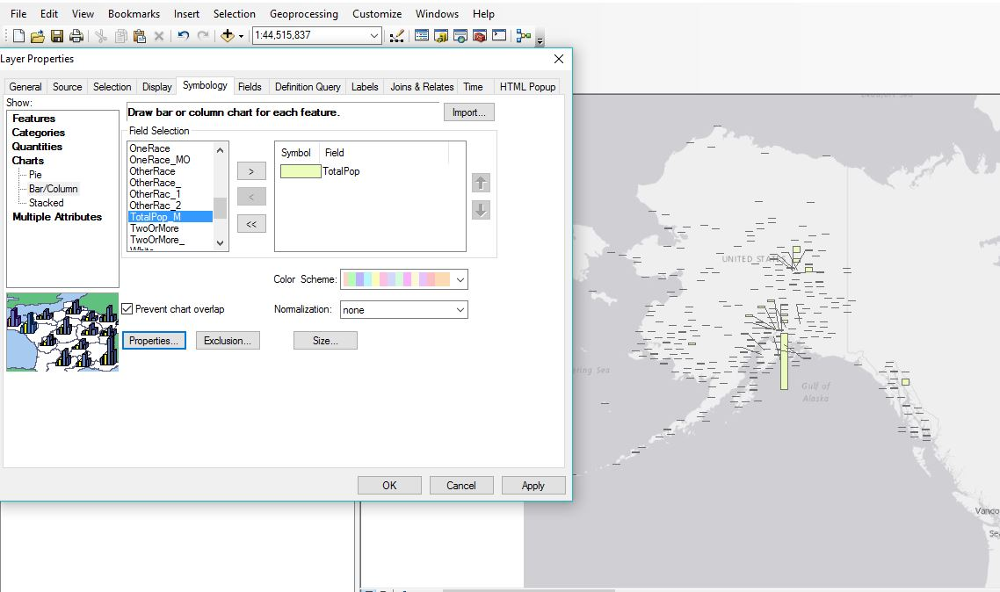 File Edit View Bookmarks Insert Selection Geoprocessing Customize Windows Help
1:44,515,837
Layer Properties
General Source Selection Display Symbology Fields Definition Query Labels Joins & Relates Time HTML Popup
Show:
Features
Categories
Quantities
Charts
Pie
Bar/Column
Stacked
Multiple Attributes
Draw bar or column chart for each feature.
Import...
Field Selection
OneRace
OneRace_MO
OtherRace
OtherRace_
OtherRac_1
OtherRac_2
TotalPop_M
TwoOrMore
TwoOrMore_
>
<
<<
Symbol Field
TotalPop
Color Scheme:
Prevent chart overlap
Normalization: none
Properties... Exclusion... Size...
OK Cancel Apply
UNITED STATES
ering Sea
Gulf of
Alaska
Vanco
Se